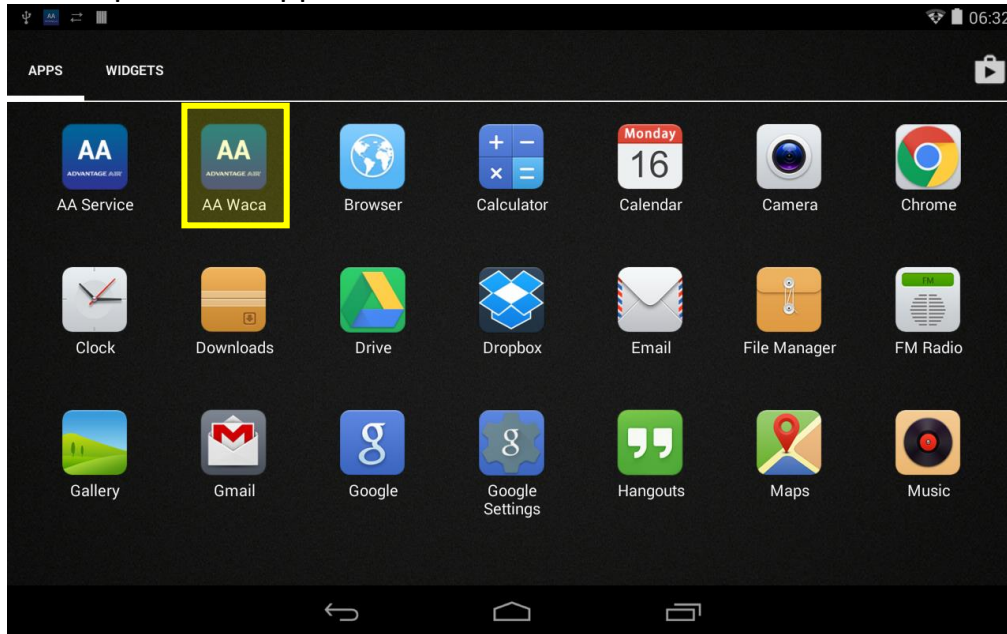 06:32
APPS WIDGETS
AA AA Monday
ADVANTAGE AIR ADVANTAGE AIR 16
AA Service AA Waca Browser Calculator Calendar Camera Chrome
FM
Clock Downloads Drive Dropbox Email File Manager FM Radio
g g
Gallery Gmail Google Google Settings Hangouts Maps Music